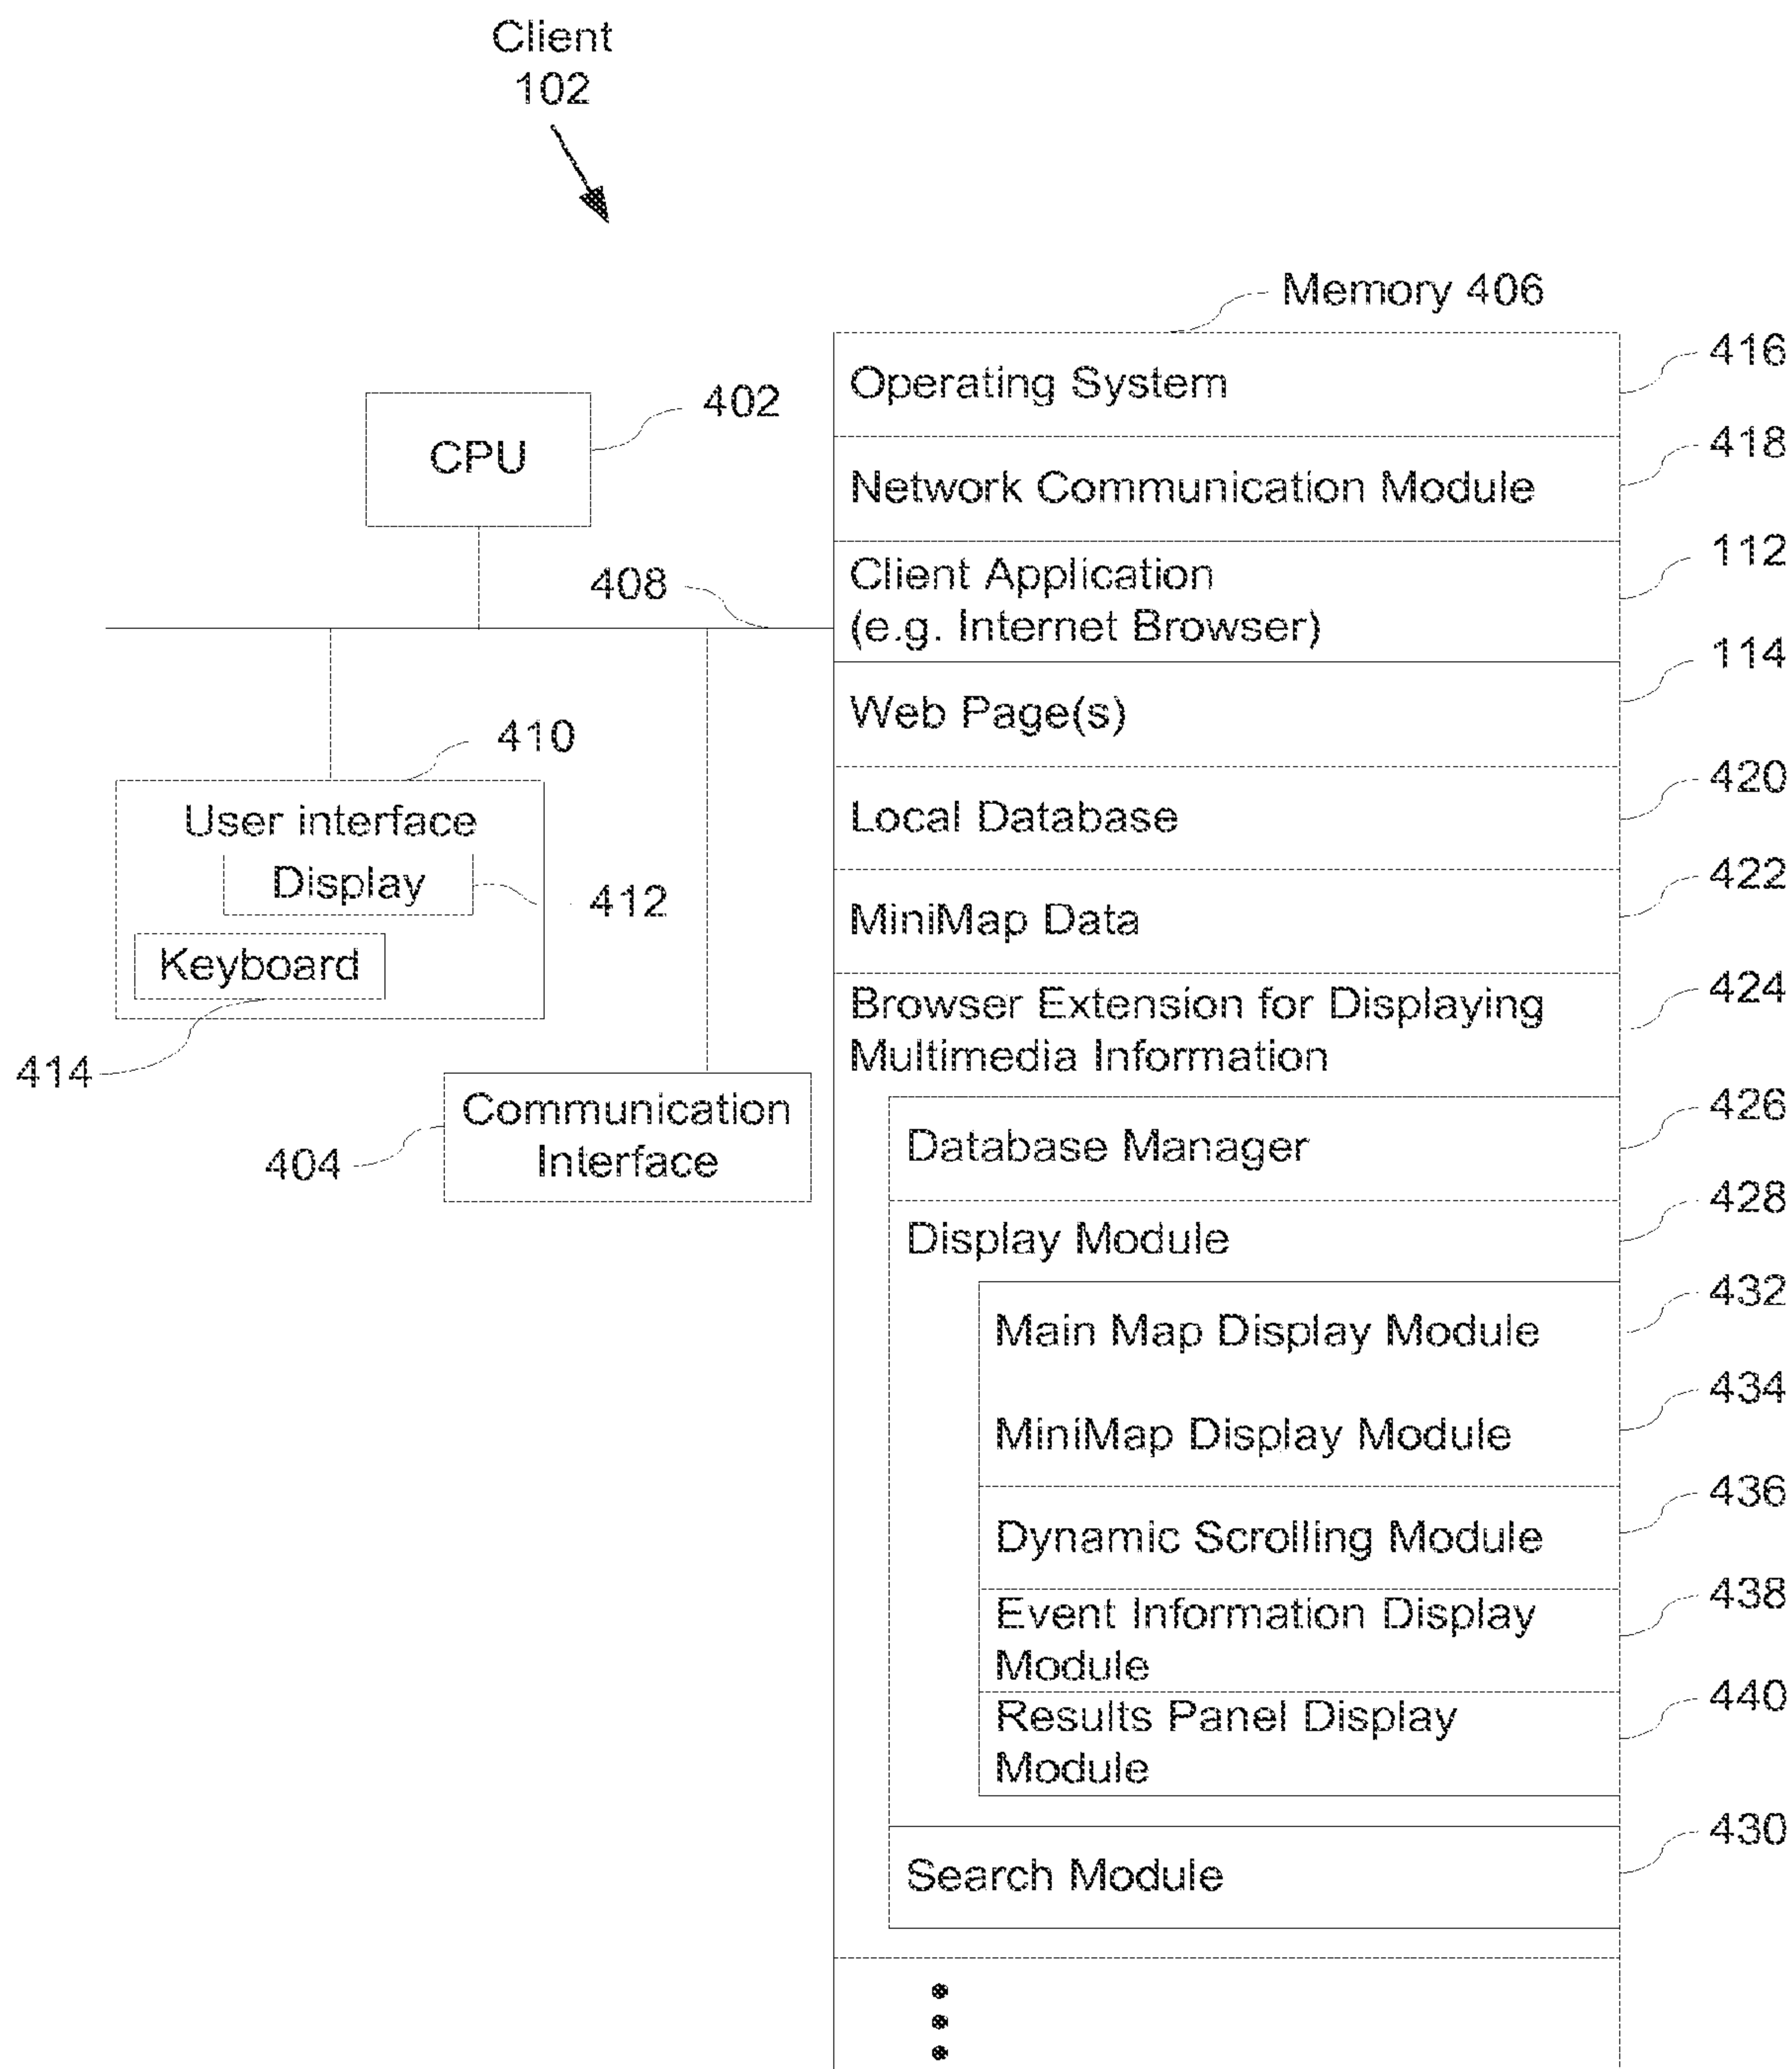 Client
102
Memory 406
Operating System
416
CPU
402
Network Communication Module
418
408
Client Application
(e.g. Internet Browser)
112
Web Page(s)
114
410
User interface
Display
412
Keyboard
414
Communication
Interface
404
Local Database
420
MiniMap Data
422
Browser Extension for Displaying
Multimedia Information
424
Database Manager
426
Display Module
428
Main Map Display Module
432
MiniMap Display Module
434
Dynamic Scrolling Module
436
Event Information Display
Module
438
Results Panel Display
Module
440
Search Module
430